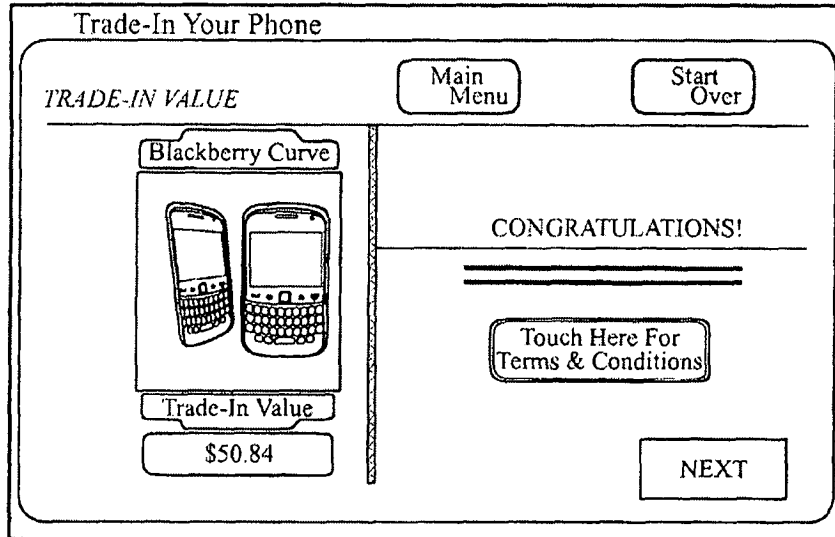 Trade-In Your Phone
TRADE-IN VALUE
Main
Menu
Start
Over
Blackberry Curve
Trade-In Value
$50.84
CONGRATULATIONS!
Touch Here For
Terms & Conditions
NEXT